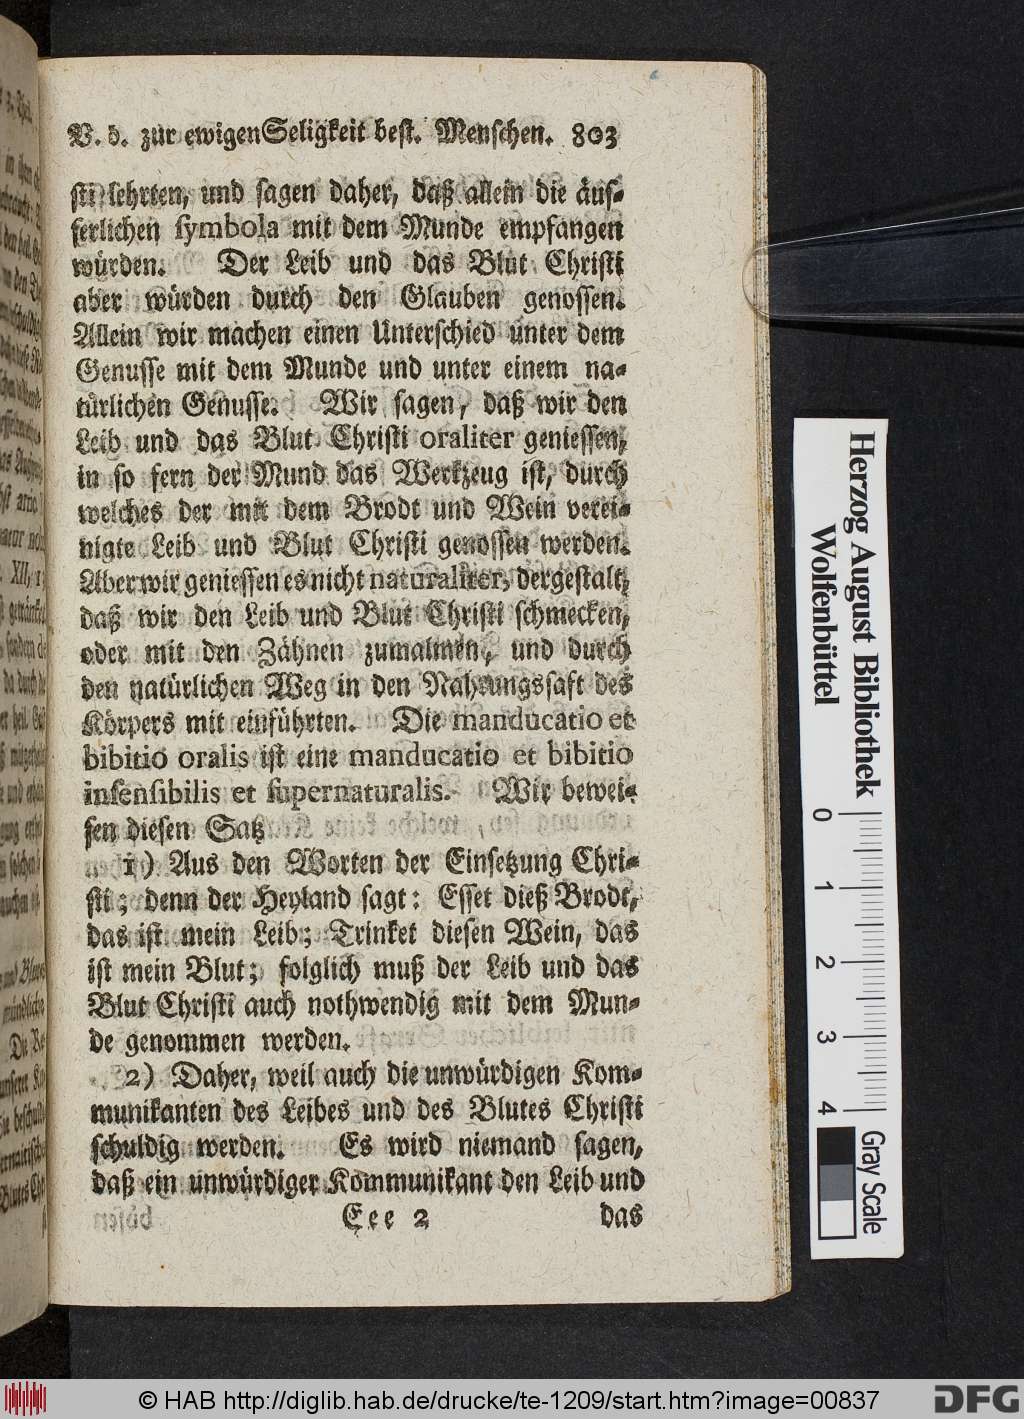 V. d. zur ewigen Seligkeit best. Menschen. 803
sti lehrten, und sagen daher, daß allein die äus-
serlichen symbola mit dem Munde empfangen
würden. Der Leib und das Blut Christi
aber würden durch den Glauben genossen.
Allein wir machen einen Unterschied unter dem
Genusse mit dem Munde und unter einem na-
türlichen Genusse. Wir sagen, daß wir den
Leib und das Blut Christi oraliter geniessen,
in so fern der Mund das Werkzeug ist, durch
welches der mit dem Brodt und Wein verei-
nigte Leib und Blut Christi genossen werden.
Aber wir geniessen es nicht naturaliter, dergestalt,
daß wir den Leib und Blut Christi schmecken,
oder mit den Zähnen zumalmen, und durch
den natürlichen Weg in den Nahrungssaft des
Körpers mit einführten. Die manducatio et
bibitio oralis ist eine manducatio et bibitio
insensibilis et supernaturalis. Wir bewei-
sen diesen Satz
1) Aus den Worten der Einsetzung Chri-
sti; denn der Heyland sagt: Esset dieß Brodt,
das ist mein Leib; Trinket diesen Wein, das
ist mein Blut; folglich muß der Leib und das
Blut Christi auch nothwendig mit dem Mun-
de genommen werden.
2) Daher, weil auch die unwürdigen Kom-
munikanten des Leibes und des Blutes Christi
schuldig werden. Es wird niemand sagen,
daß ein unwürdiger Kommunikant den Leib und
Eee 2 das
Herzog August Bibliothek
Wolfenbüttel
0 1 2 3 4
Gray Scale
© HAB http://diglib.hab.de/drucke/te-1209/start.htm?image=00837
DFG